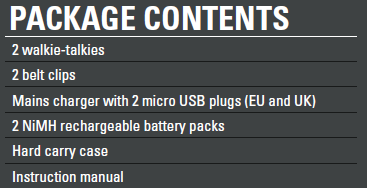 PACKAGE CONTENTS
2 walkie-talkies
2 belt clips
Mains charger with 2 micro USB plugs (EU and UK)
2 NiMH rechargeable battery packs
Hard carry case
Instruction manual